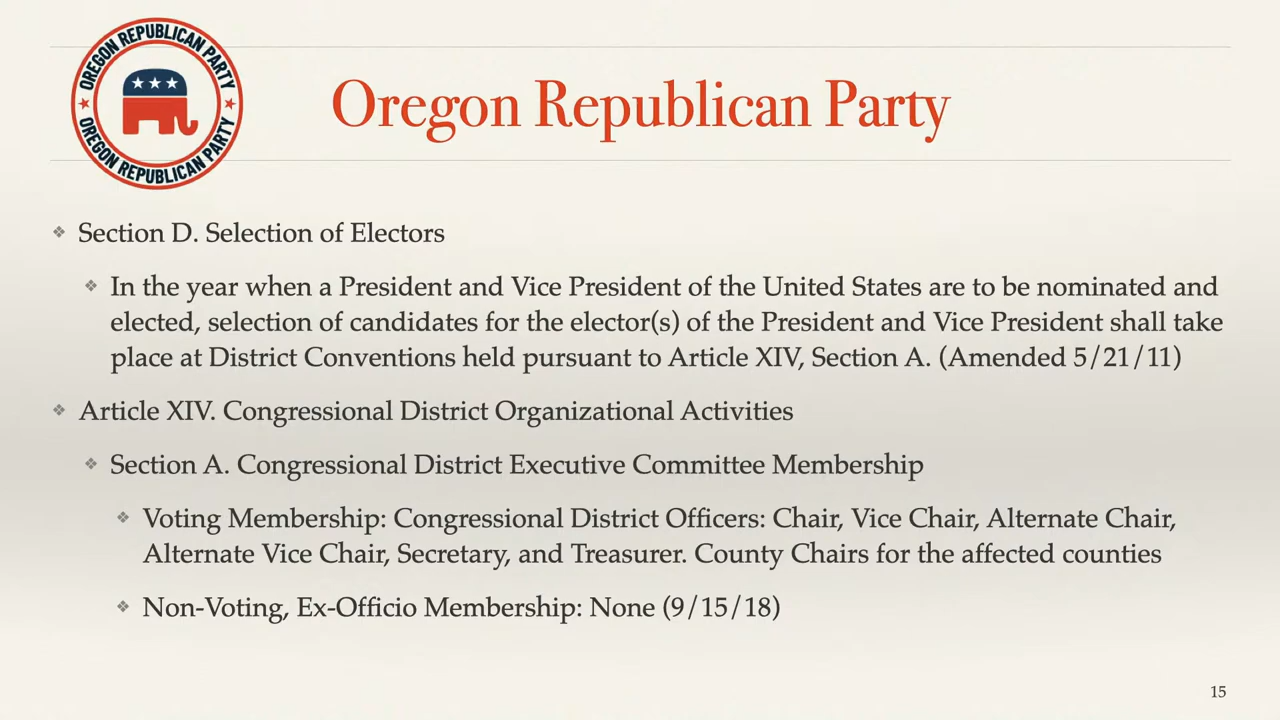 OREGON REPUBLICAN PARTY
OREGON REPUBLICAN PARTY
Oregon Republican Party
Section D. Selection of Electors
In the year when a President and Vice President of the United States are to be nominated and
elected, selection of candidates for the elector(s) of the President and Vice President shall take
place at District Conventions held pursuant to Article XIV, Section A. (Amended 5/21/11)
Article XIV. Congressional District Organizational Activities
Section A. Congressional District Executive Committee Membership
Voting Membership: Congressional District Officers: Chair, Vice Chair, Alternate Chair,
Alternate Vice Chair, Secretary, and Treasurer. County Chairs for the affected counties
Non-Voting, Ex-Officio Membership: None (9/15/18)
15